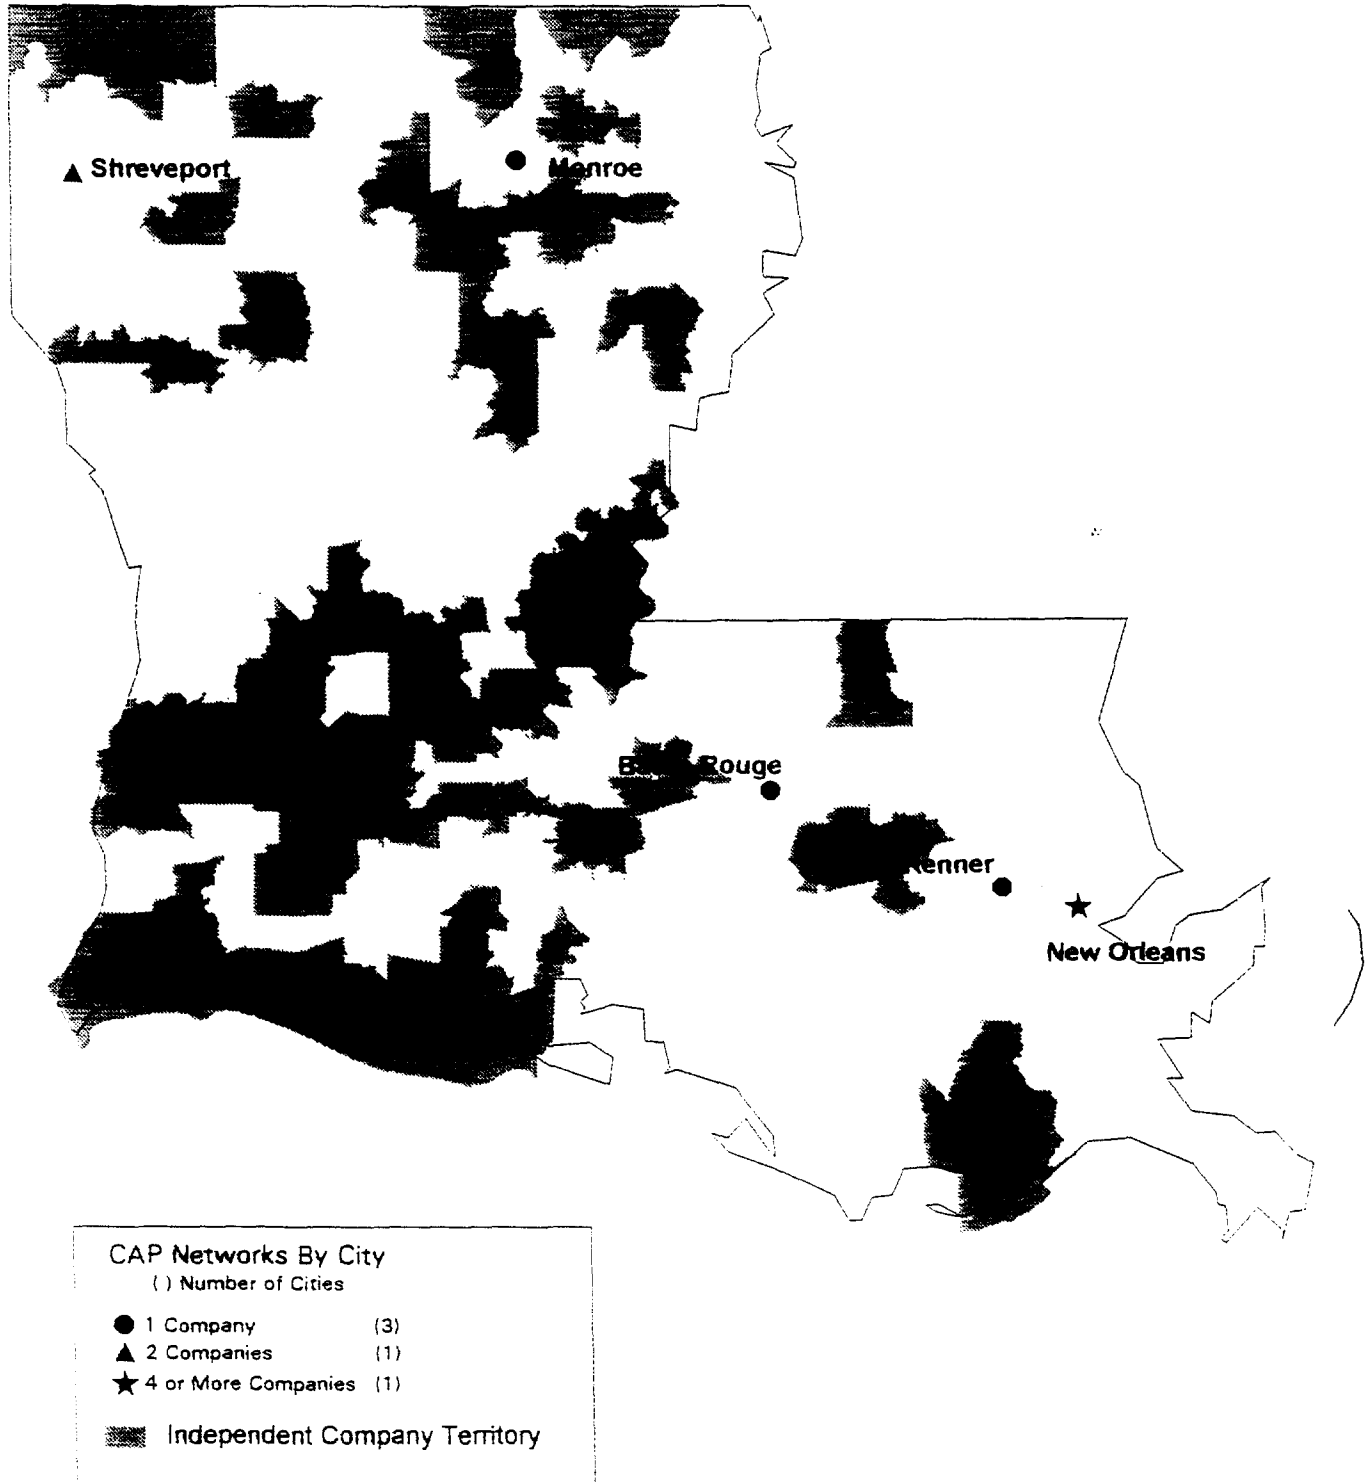 Shreveport
Monroe
Rouge
Kenner
New Orleans
CAP Networks By City
( ) Number of Cities
1 Company (3)
2 Companies (1)
4 or More Companies (1)
Independent Company Territory